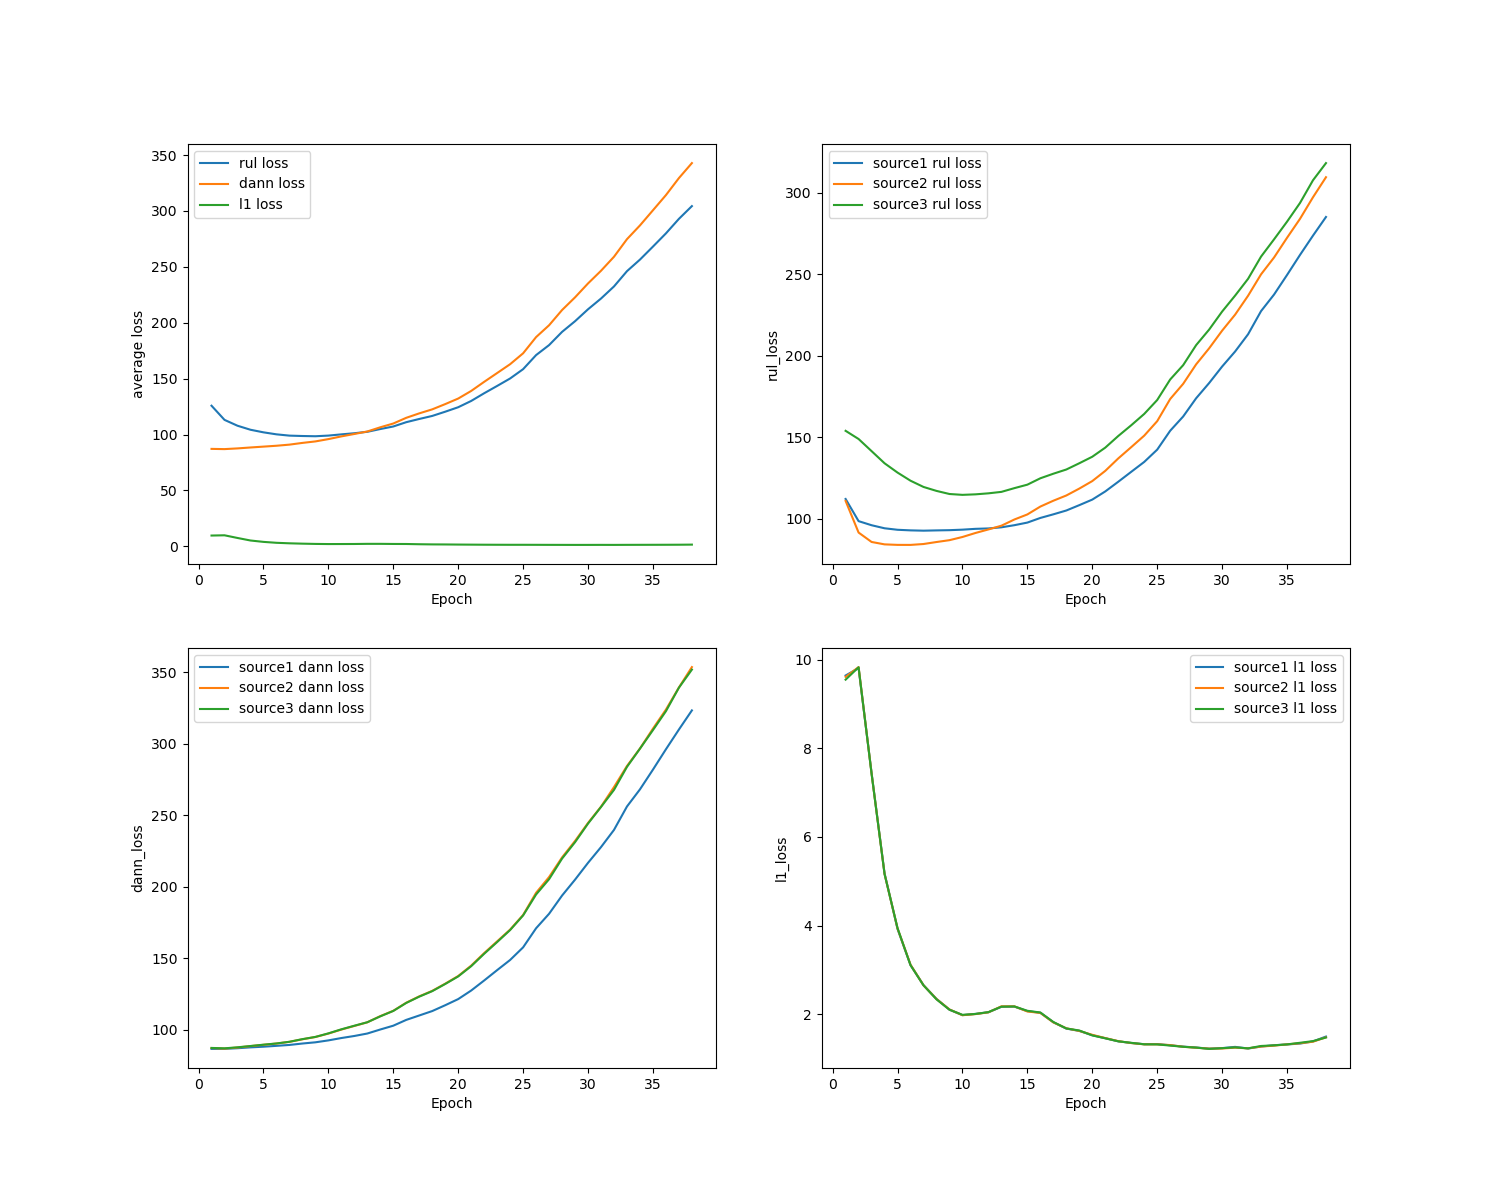 rul loss
dann loss
l1 loss
350
300
250
200
150
100
50
0
average loss
0 5 10 15 20 25 30 35
Epoch
source1 rul loss
source2 rul loss
source3 rul loss
300
250
200
150
100
rul_loss
0 5 10 15 20 25 30 35
Epoch
source1 dann loss
source2 dann loss
source3 dann loss
350
300
250
200
150
100
dann_loss
0 5 10 15 20 25 30 35
Epoch
source1 l1 loss
source2 l1 loss
source3 l1 loss
10
8
6
4
2
l1_loss
0 5 10 15 20 25 30 35
Epoch